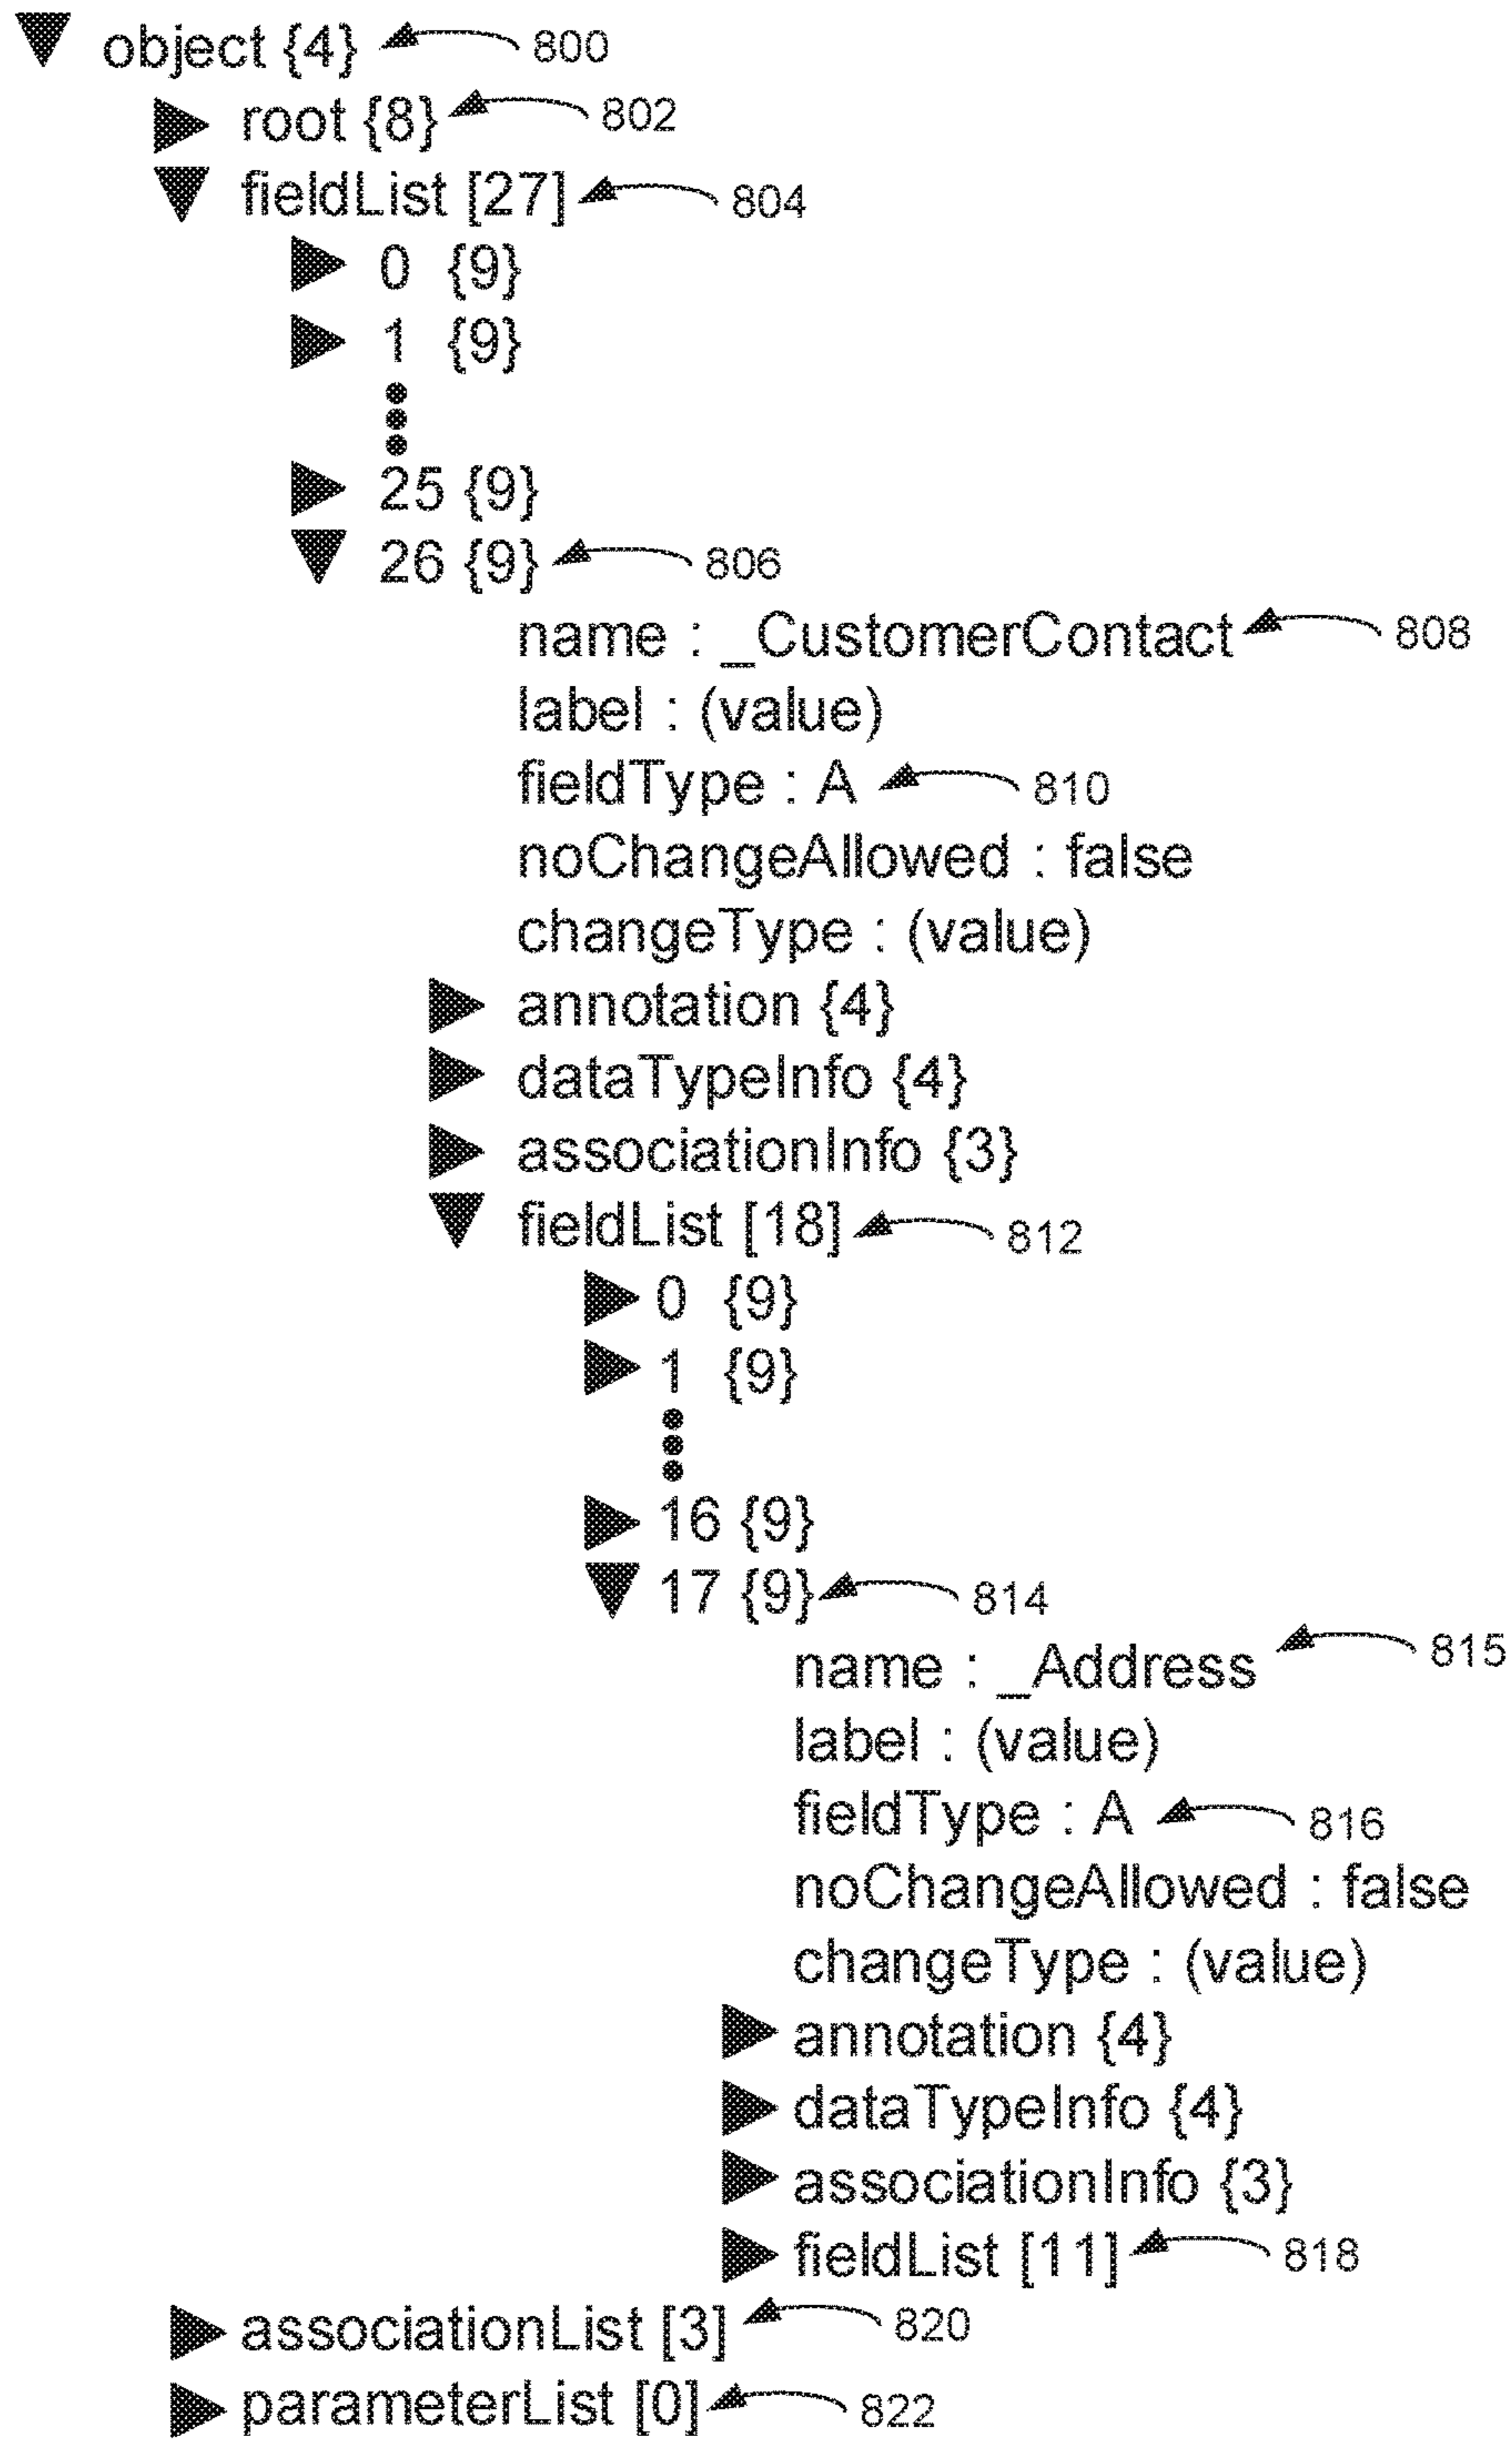 object {4} 800
root {8} 802
fieldList [27] 804
0 {9}
1 {9}
25 {9}
26 {9} 806
name : _CustomerContact 808
label : (value)
fieldType : A 810
noChangeAllowed : false
changeType : (value)
annotation {4}
dataTypeInfo {4}
associationInfo {3}
fieldList [18] 812
0 {9}
1 {9}
16 {9}
17 {9} 814
name : _Address 815
label : (value)
fieldType : A 816
noChangeAllowed : false
changeType : (value)
annotation {4}
dataTypeInfo {4}
associationInfo {3}
fieldList [11] 818
associationList [3] 820
parameterList [0] 822